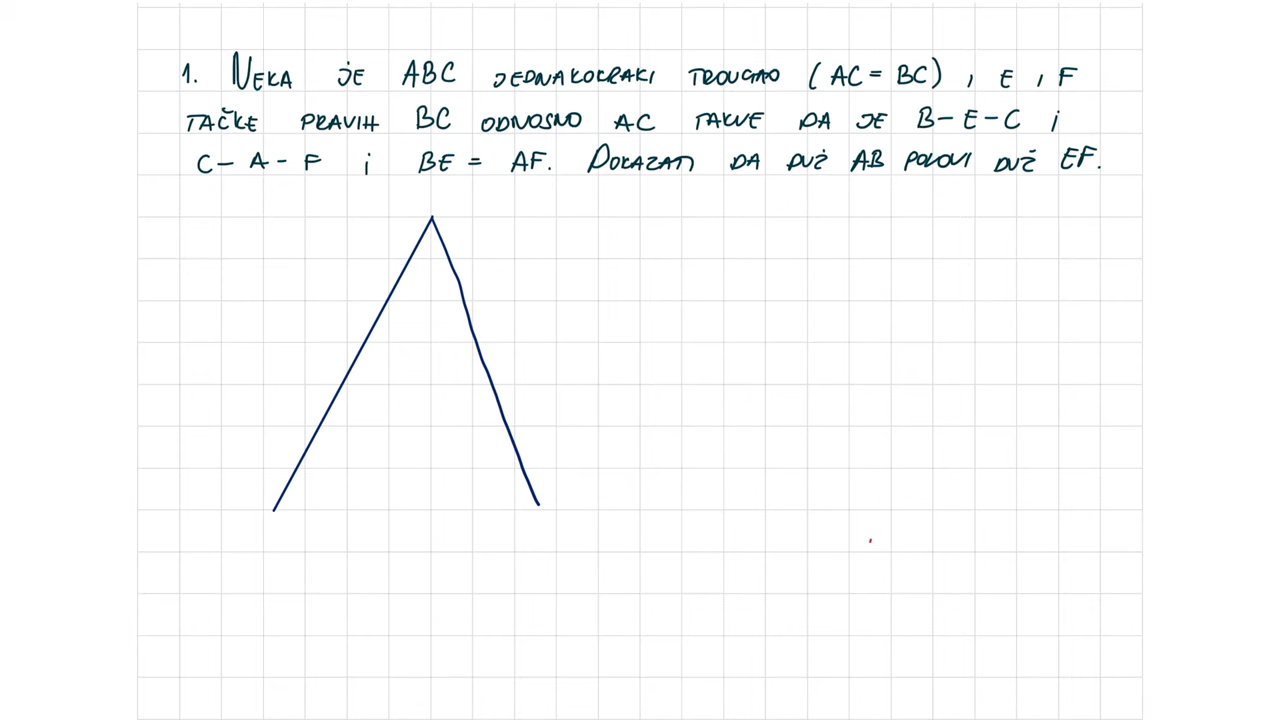 1. NEKA JE ABC JEDNAKOKRAKI TROUGAO (AC = BC), E, F
TAČKE PRAVIH BC ODNOSNO AC TAKVE DA JE B-E-C i
C-A-F i BE = AF. DOKAZATI DA DUŽ AB POLOVI DUŽ EF.